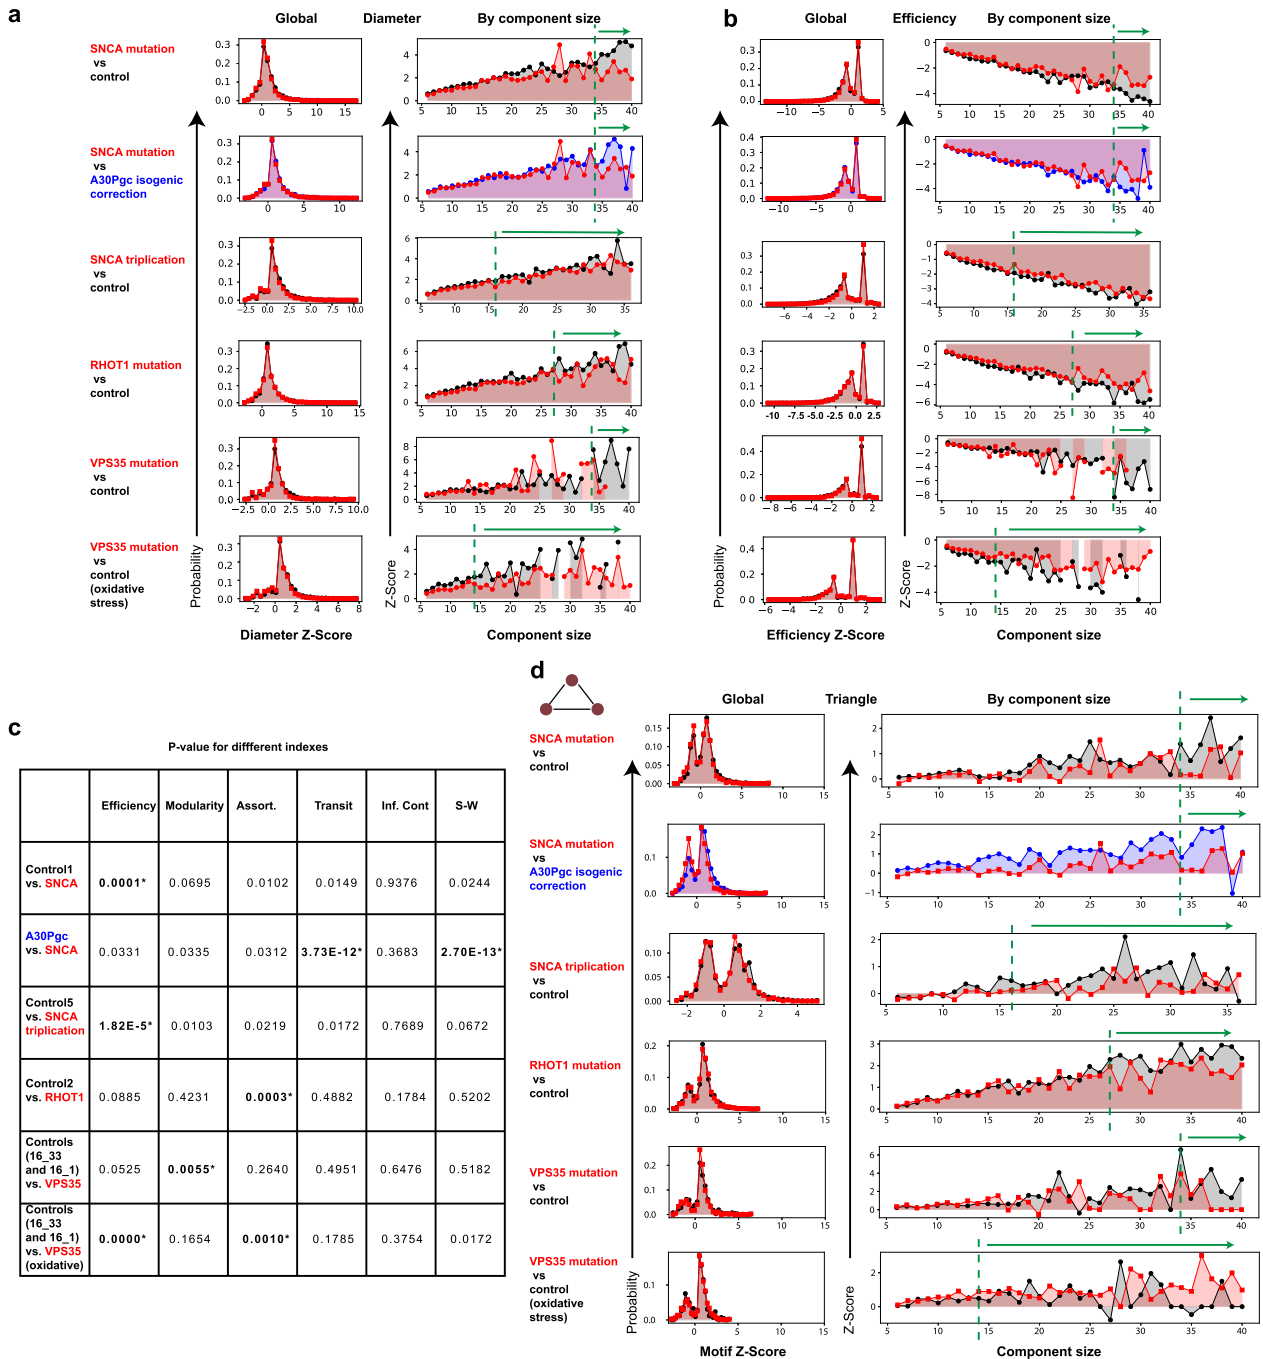 a
Global
Diameter
By component size
SNCA mutation
vs
control
SNCA mutation
vs
A30Pgc isogenic
correction
SNCA triplication
vs
control
RHOT1 mutation
vs
control
VPS35 mutation
vs
control
VPS35 mutation
vs
control
(oxidative
stress)
Probability
Z-Score
Diameter Z-Score
Component size
b
Global
Efficiency
By component size
Probability
Z-Score
Efficiency Z-Score
Component size
c
P-value for diffferent indexes
Efficiency Modularity Assort. Transit Inf. Cont S-W
Control1
vs. SNCA
0.0001* 0.0695 0.0102 0.0149 0.9376 0.0244
A30Pgc
vs. SNCA
0.0331 0.0335 0.0312 3.73E-12* 0.3683 2.70E-13*
Control5
vs. SNCA
triplication
1.82E-5* 0.0103 0.0219 0.0172 0.7689 0.0672
Control2
vs. RHOT1
0.0885 0.4231 0.0003* 0.4882 0.1784 0.5202
Controls
(16_33
and 16_1)
vs. VPS35
0.0525 0.0055* 0.2640 0.4951 0.6476 0.5182
Controls
(16_33
and 16_1)
vs. VPS35
(oxidative)
0.0000* 0.1654 0.0010* 0.1785 0.3754 0.0172
d
Global
Triangle
By component size
SNCA mutation
vs
control
SNCA mutation
vs
A30Pgc isogenic
correction
SNCA triplication
vs
control
RHOT1 mutation
vs
control
VPS35 mutation
vs
control
VPS35 mutation
vs
control
(oxidative
stress)
Probability
Z-Score
Motif Z-Score
Component size